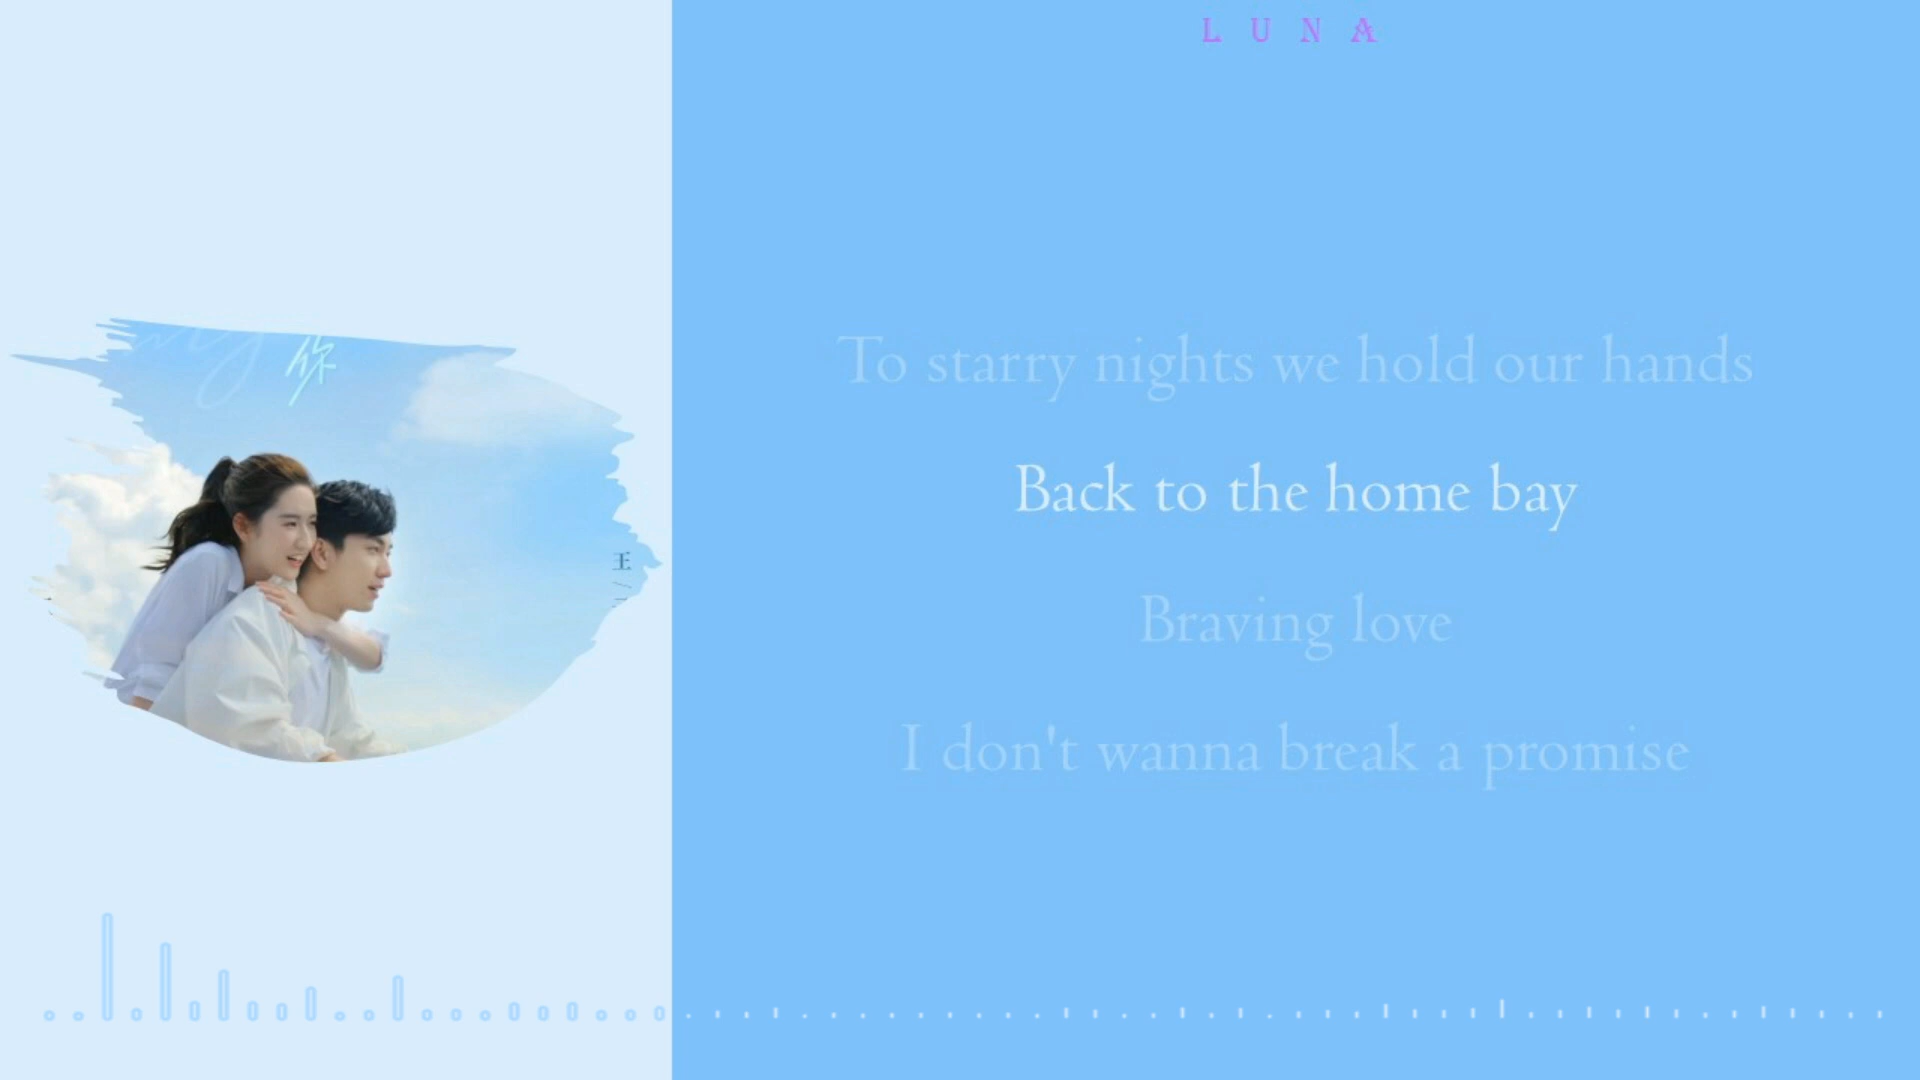 L U N A
你
王
To starry nights we hold our hands
Back to the home bay
Braving love
I don't wanna break a promise